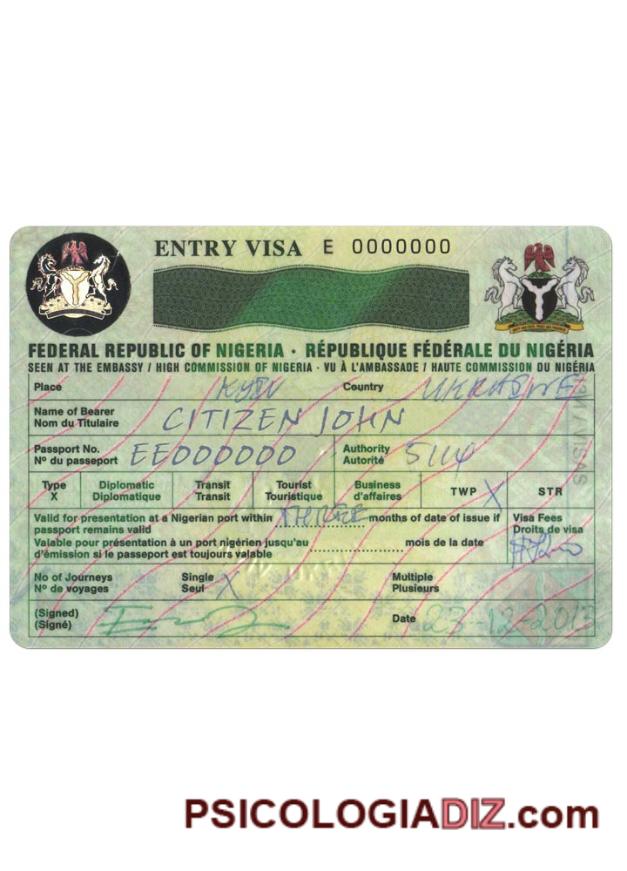 ENTRY VISA E 0000000
FEDERAL REPUBLIC OF NIGERIA · RÉPUBLIQUE FÉDÉRALE DU NIGÉRIA
SEEN AT THE EMBASSY / HIGH COMMISSION OF NIGERIA · VU À L'AMBASSADE / HAUTE COMMISSION DU NIGÉRIA
Place KYIV Country UKRAINE
Name of Bearer
Nom du Titulaire CITIZEN JOHN
Passport No. Authority
Nº du passeport EE000000 Autorité 5114
Type Diplomatic Transit Tourist Business TWP X STR
X Diplomatique Transit Touristique d'affaires
Valid for presentation at a Nigerian port within THREE months of date of issue if Visa Fees
passport remains valid Droits de visa
Valable pour présentation à un port nigérien jusqu'au mois de la date
d'émission si le passeport est toujours valable
No of Journeys Single X Multiple
Nº de voyages Seul Plusieurs
(Signed) Date 23-12-2013
(Signé)
VISAS
PSICOLOGIADIZ.com